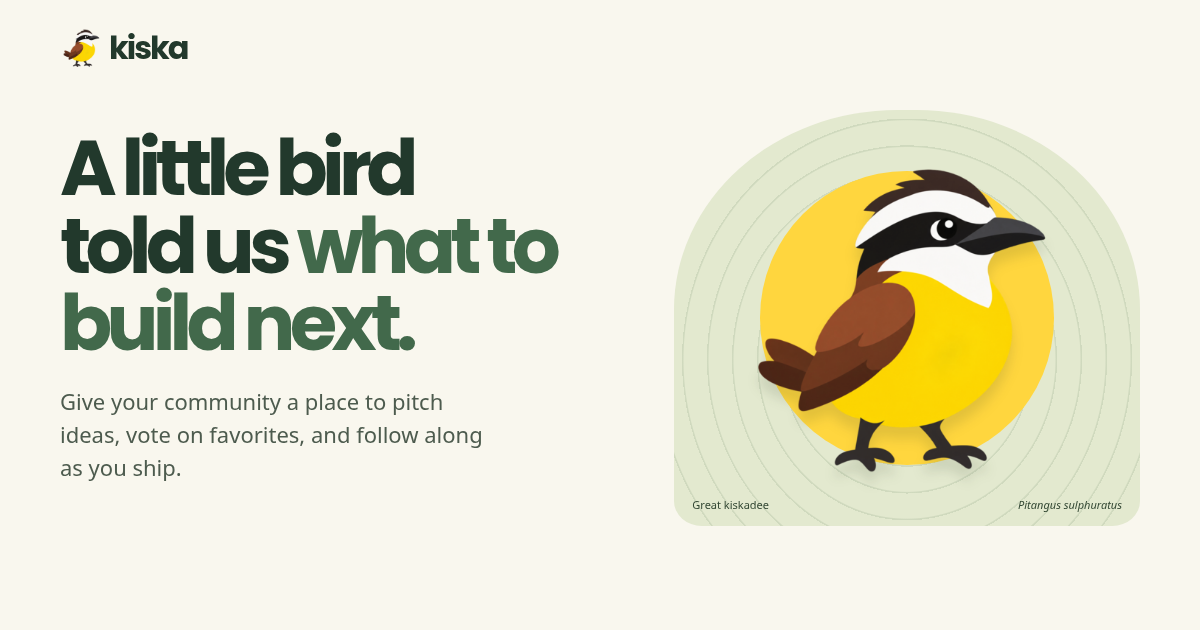 kiska
A little bird
told us what to
build next.
Give your community a place to pitch
ideas, vote on favorites, and follow along
as you ship.
Great kiskadee
Pitangus sulphuratus